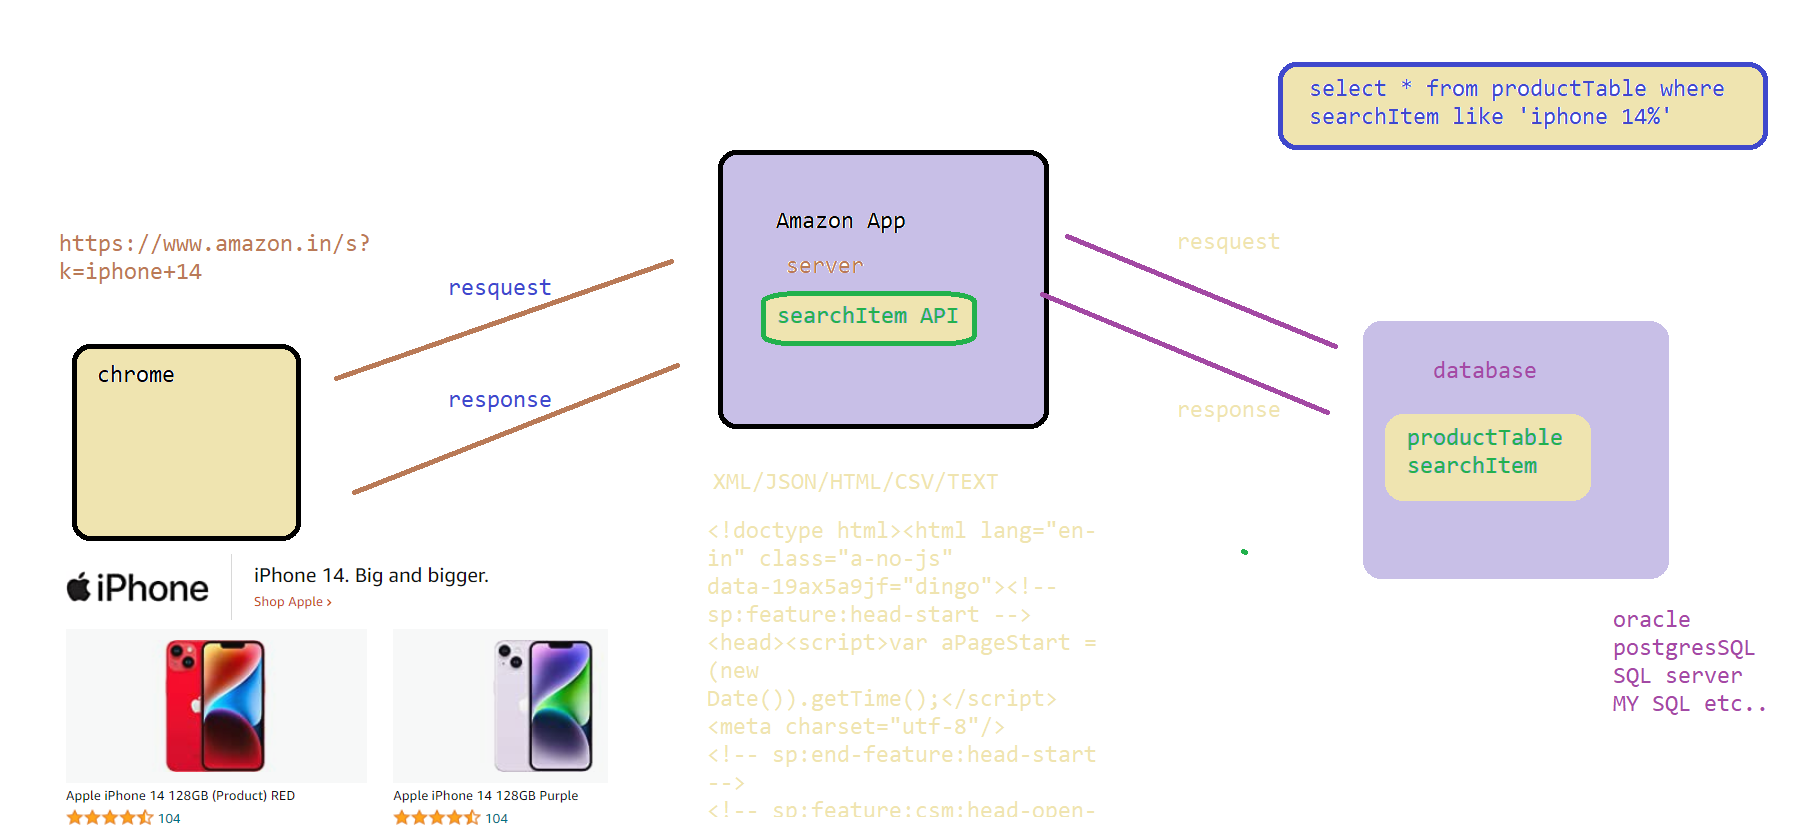 select * from productTable where
searchItem like 'iphone 14%'
https://www.amazon.in/s?
k=iphone+14
resquest
response
chrome
Amazon App
server
searchItem API
resquest
response
database
productTable
searchItem
oracle
postgresSQL
SQL server
MY SQL etc..
XML/JSON/HTML/CSV/TEXT
<!doctype html><html lang="en-
in" class="a-no-js"
data-19ax5a9jf="dingo"><!--
sp:feature:head-start -->
<head><script>var aPageStart =
(new
Date()).getTime();</script>
<meta charset="utf-8"/>
<!-- sp:end-feature:head-start
-->
<!-- sp:feature:csm:head-open-
iPhone
iPhone 14. Big and bigger.
Shop Apple ›
Apple iPhone 14 128GB (Product) RED
104
Apple iPhone 14 128GB Purple
104